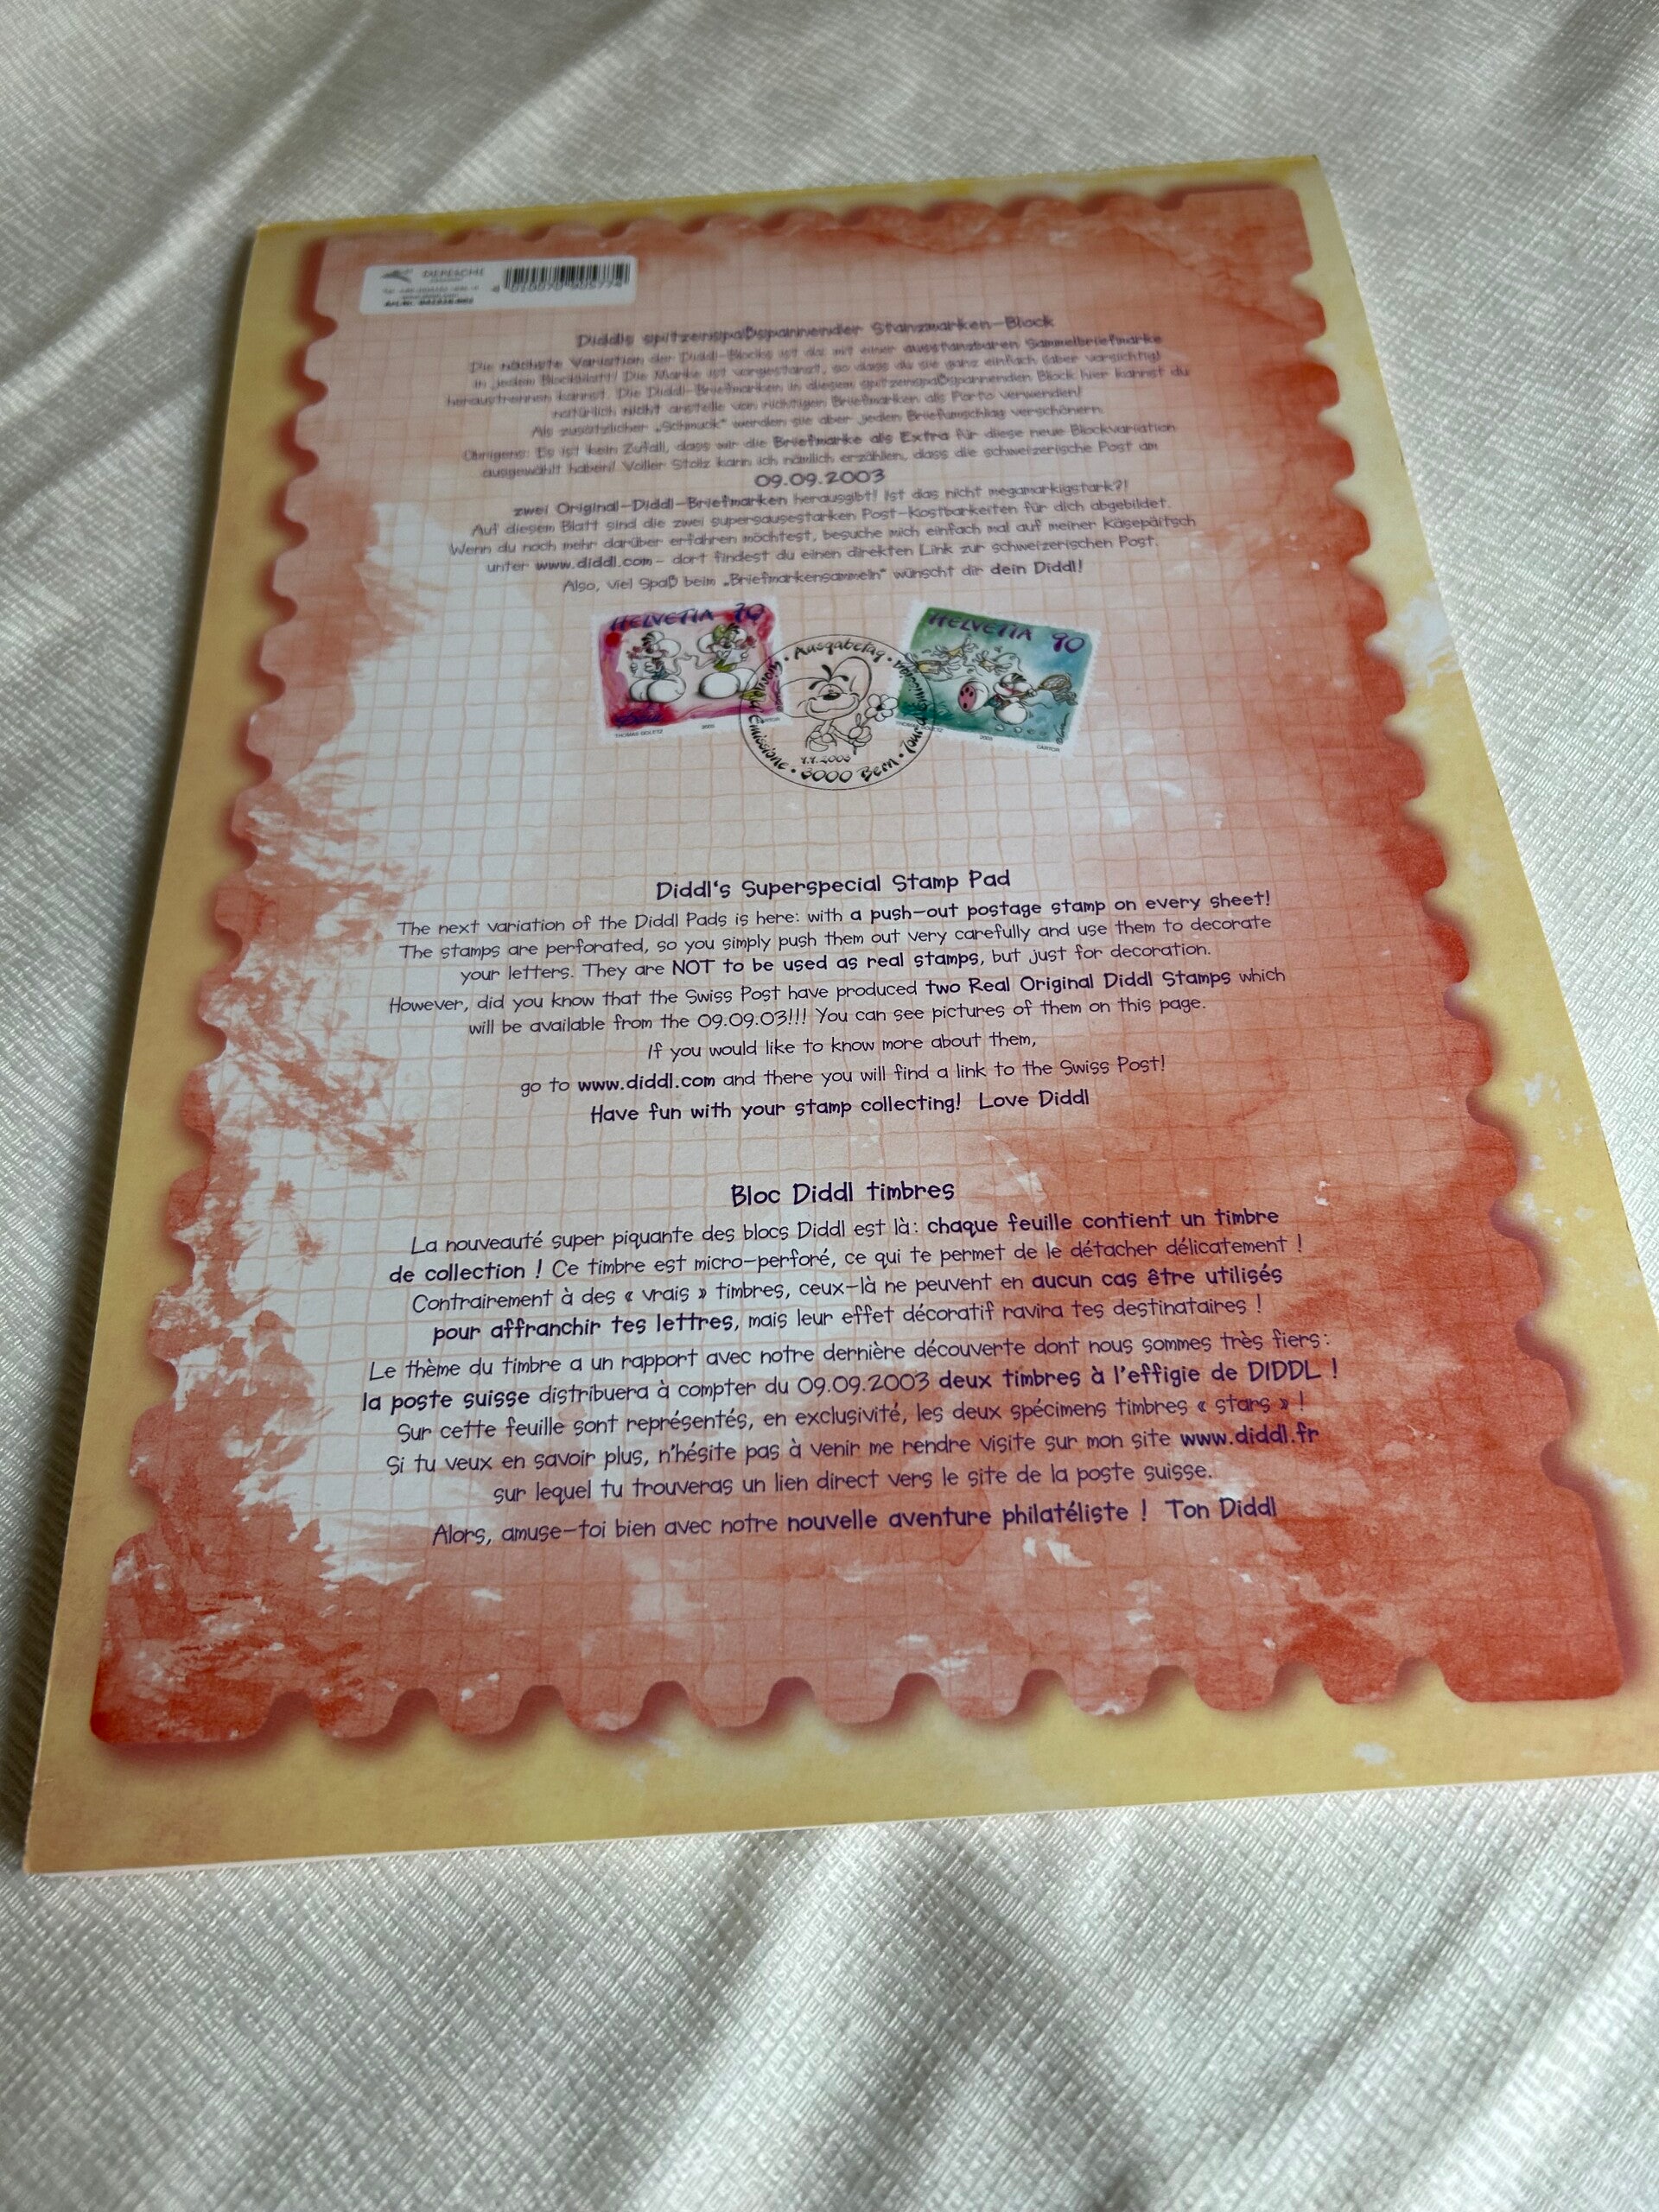 DEPESCHE
4 010070 905774
Diddls spitzenspaßspannender Stanzmarken-Block
Die nächste Variation der Diddl-Blocks ist da: mit einer ausstanzbaren Sammelbriefmarke
in jedem Blockblatt! Die Marke ist vorgestanzt, so dass du sie ganz einfach (aber vorsichtig)
heraustrennen kannst. Die Diddl-Briefmarken in diesem spitzenspaßspannenden Block hier kannst du
natürlich nicht anstelle von richtigen Briefmarken als Porto verwenden!
Als zusätzlicher „Schmuck“ werden sie aber jeden Briefumschlag verschönern.
Übrigens: Es ist kein Zufall, dass wir die Briefmarke als Extra für diese neue Blockvariation
ausgewählt haben! Voller Stolz kann ich nämlich erzählen, dass die schweizerische Post am
09.09.2003
zwei Original-Diddl-Briefmarken herausgibt! Ist das nicht megamarkigstark?!
Auf diesem Blatt sind die zwei supersausestarken Post-Kostbarkeiten für dich abgebildet.
Wenn du noch mehr darüber erfahren möchtest, besuche mich einfach mal auf meiner Käsepäitsch
unter www.diddl.com - dort findest du einen direkten Link zur schweizerischen Post.
Also, viel Spaß beim „Briefmarkensammeln“ wünscht dir dein Diddl!
HELVETIA 70
THOMAS GOLETZ 2003 CARTOR
Ausgabetag
9.9.2003
3000 Bern
HELVETIA 90
THOMAS GOLETZ 2003 CARTOR
Diddl's Superspecial Stamp Pad
The next variation of the Diddl Pads is here: with a push-out postage stamp on every sheet!
The stamps are perforated, so you simply push them out very carefully and use them to decorate
your letters. They are NOT to be used as real stamps, but just for decoration.
However, did you know that the Swiss Post have produced two Real Original Diddl Stamps which
will be available from the 09.09.03!!! You can see pictures of them on this page.
If you would like to know more about them,
go to www.diddl.com and there you will find a link to the Swiss Post!
Have fun with your stamp collecting! Love Diddl
Bloc Diddl timbres
La nouveauté super piquante des blocs Diddl est là: chaque feuille contient un timbre
de collection ! Ce timbre est micro-perforé, ce qui te permet de le détacher délicatement !
Contrairement à des « vrais » timbres, ceux-là ne peuvent en aucun cas être utilisés
pour affranchir tes lettres, mais leur effet décoratif ravira tes destinataires !
Le thème du timbre a un rapport avec notre dernière découverte dont nous sommes très fiers:
la poste suisse distribuera à compter du 09.09.2003 deux timbres à l'effigie de DIDDL !
Sur cette feuille sont représentés, en exclusivité, les deux spécimens timbres « stars » !
Si tu veux en savoir plus, n'hésite pas à venir me rendre visite sur mon site www.diddl.fr
sur lequel tu trouveras un lien direct vers le site de la poste suisse.
Alors, amuse-toi bien avec notre nouvelle aventure philatéliste ! Ton Diddl